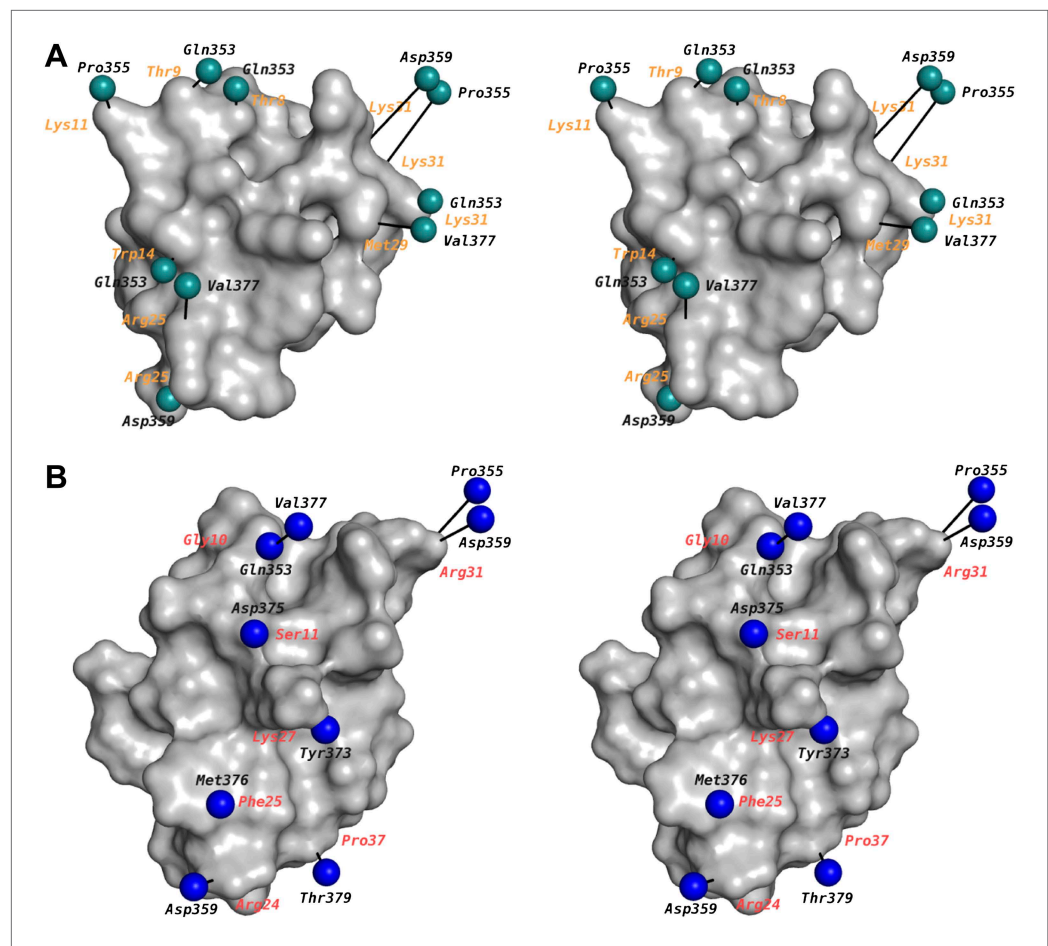 A
Gln353
Asp359
Pro355
Thr9
Gln353
Pro355
Thr8
Lys31
Lys11
Lys31
Gln353
Lys31
Met29
Val377
Trp14
Gln353
Val377
Arg25
Arg25
Asp359
Gln353
Asp359
Pro355
Thr9
Gln353
Pro355
Thr8
Lys31
Lys11
Lys31
Gln353
Lys31
Met29
Val377
Trp14
Gln353
Val377
Arg25
Arg25
Asp359
B
Pro355
Val377
Gly10
Asp359
Gln353
Arg31
Asp375
Ser11
Lys27
Tyr373
Met376
Phe25
Pro37
Thr379
Asp359
Arg24
Pro355
Val377
Gly10
Asp359
Gln353
Arg31
Asp375
Ser11
Lys27
Tyr373
Met376
Phe25
Pro37
Thr379
Asp359
Arg24